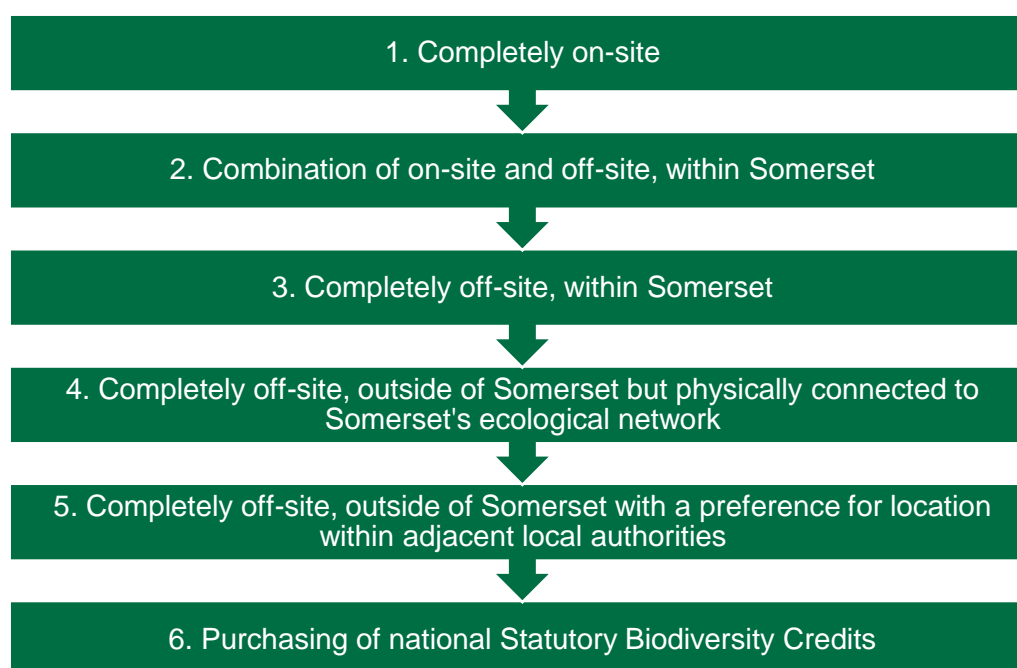 1. Completely on-site
2. Combination of on-site and off-site, within Somerset
3. Completely off-site, within Somerset
4. Completely off-site, outside of Somerset but physically connected to
Somerset's ecological network
5. Completely off-site, outside of Somerset with a preference for location
within adjacent local authorities
6. Purchasing of national Statutory Biodiversity Credits